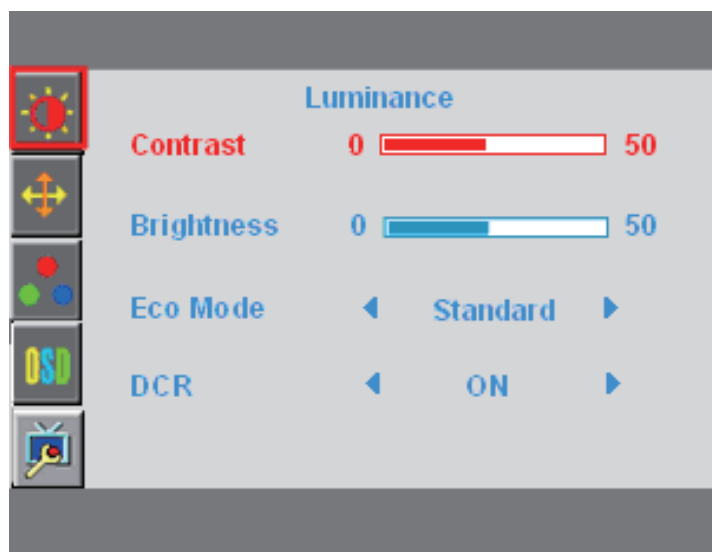 Luminance
Contrast 0 50
Brightness 0 50
Eco Mode Standard
OSD
DCR ON